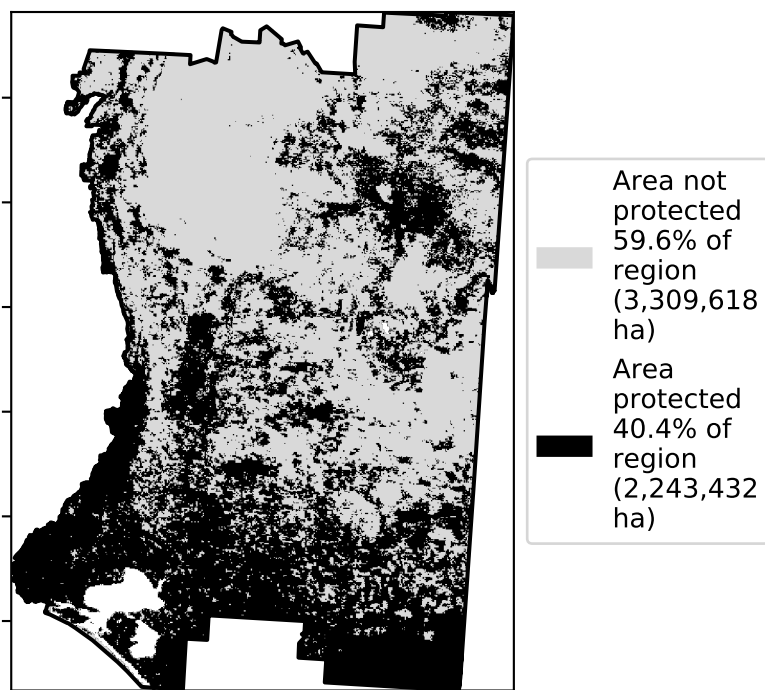 Area not
protected
59.6% of
region
(3,309,618
ha)
Area
protected
40.4% of
region
(2,243,432
ha)